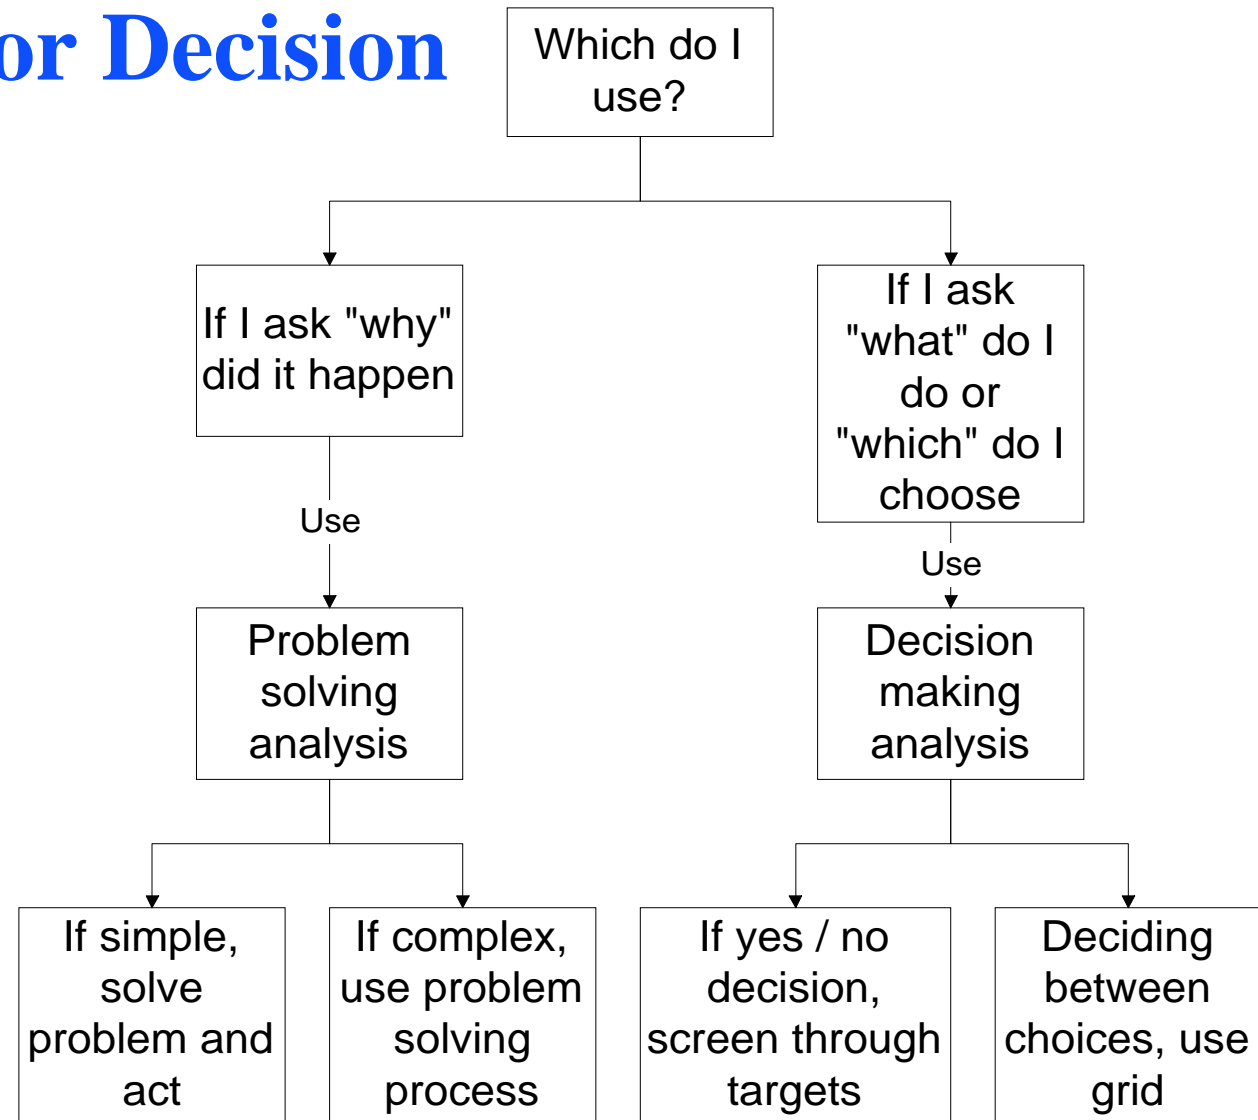 or Decision
Which do I
use?
If I ask "why"
did it happen
If I ask
"what" do I
do or
"which" do I
choose
Use
Use
Problem
solving
analysis
Decision
making
analysis
If simple,
solve
problem and
act
If complex,
use problem
solving
process
If yes / no
decision,
screen through
targets
Deciding
between
choices, use
grid